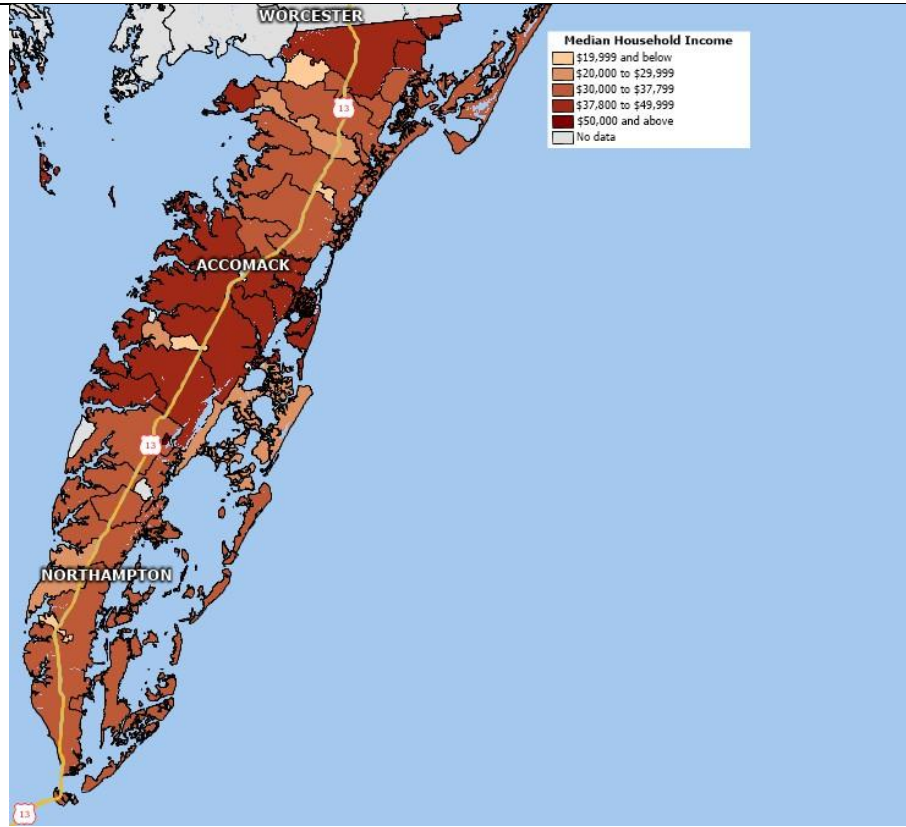 WORCESTER
Median Household Income
$19,999 and below
$20,000 to $29,999
$30,000 to $37,799
$37,800 to $49,999
$50,000 and above
No data
13
ACCOMACK
13
NORTHAMPTON
13